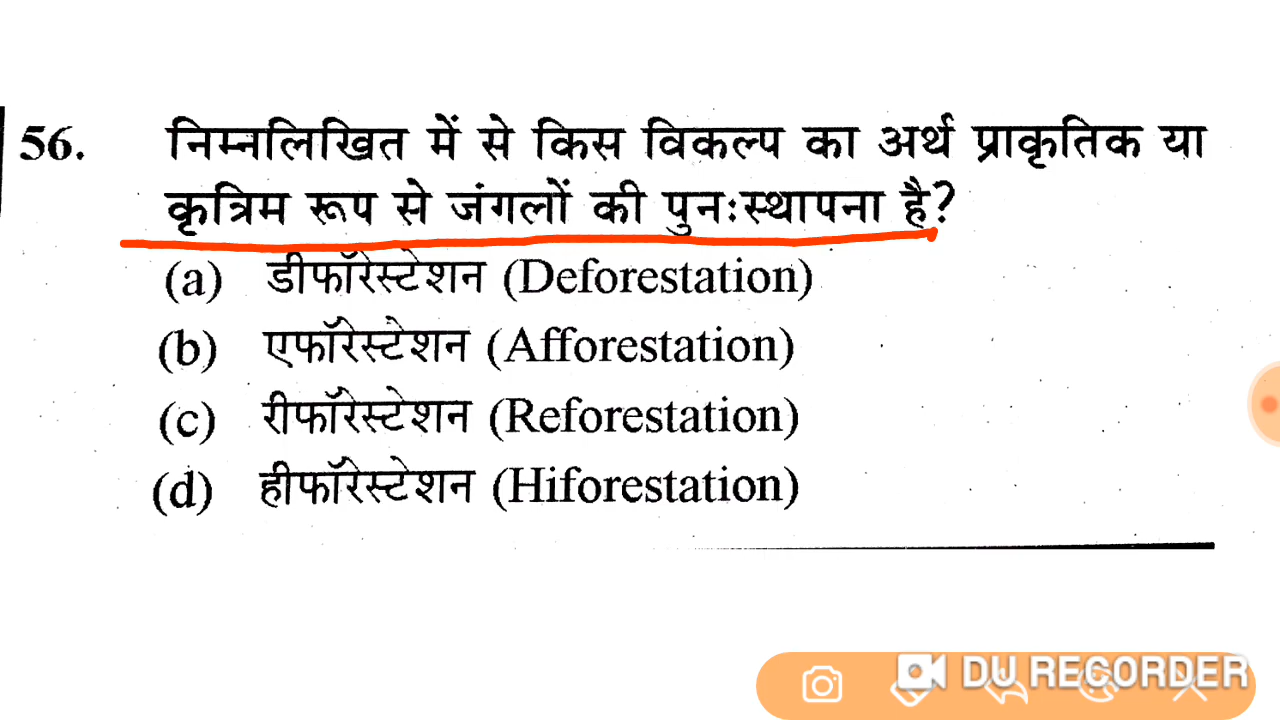 56. निम्नलिखित में से किस विकल्प का अर्थ प्राकृतिक या
कृत्रिम रूप से जंगलों की पुनःस्थापना है?
(a) डीफॉरेस्टेशन (Deforestation)
(b) एफॉरेस्टेशन (Afforestation)
(c) रीफॉरेस्टेशन (Reforestation)
(d) हीफॉरेस्टेशन (Hiforestation)
DU RECORDER